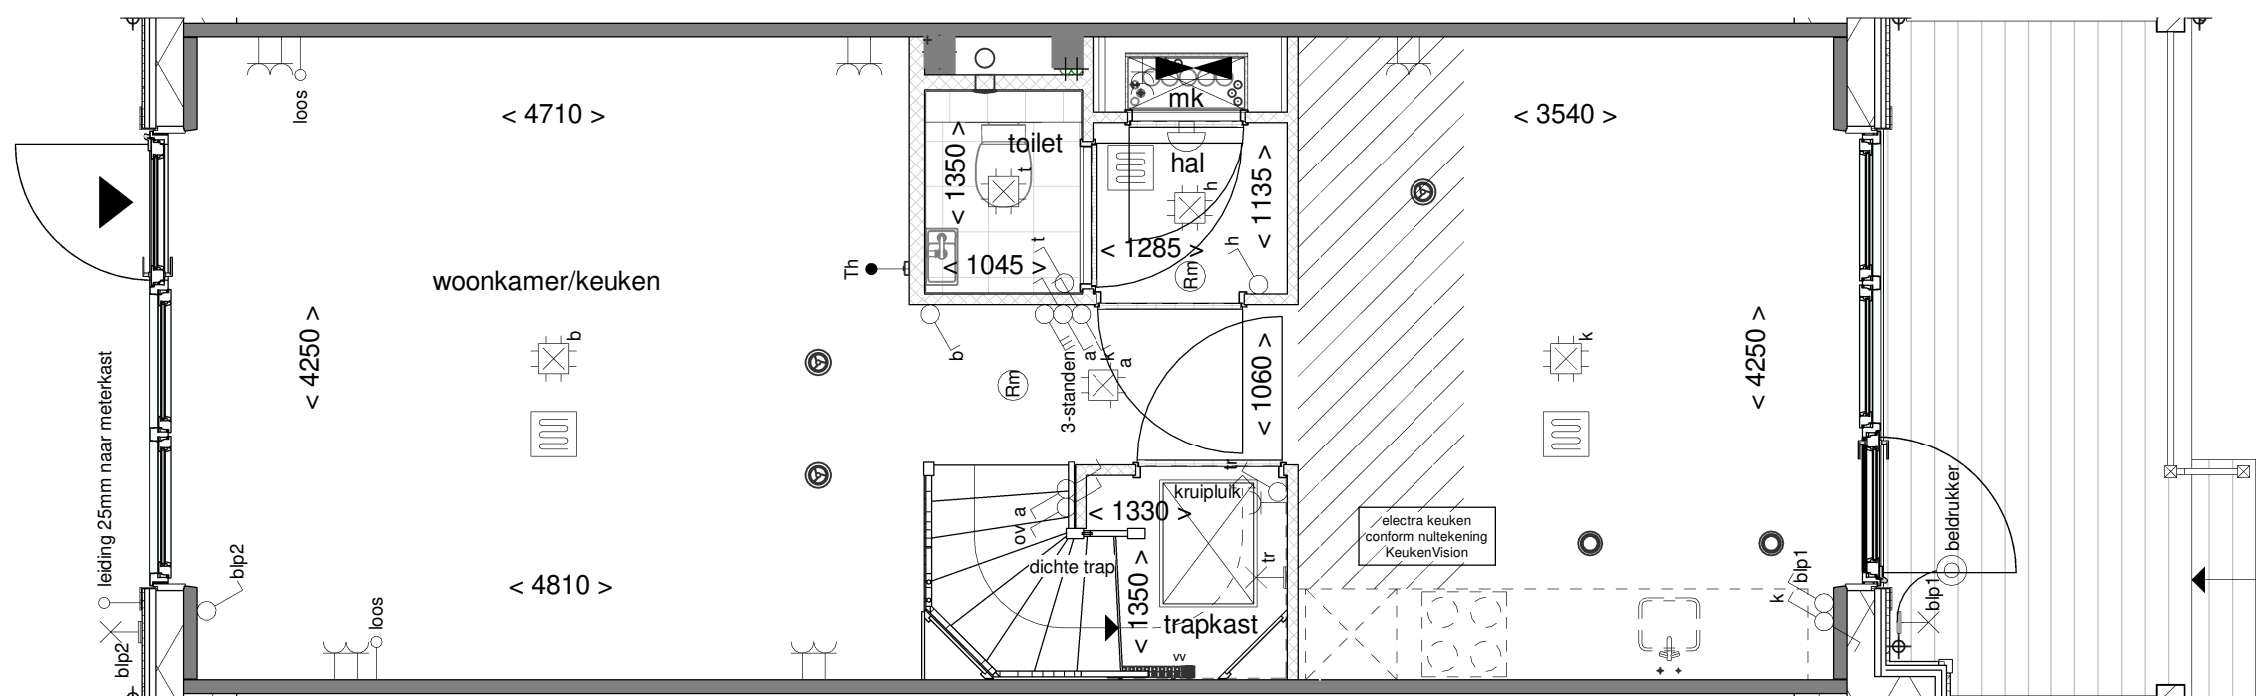 loos
< 4710 >
mk
< 3540 >
toilet
t
< 1350 >
hal
h
< 1135 >
t
h
< 1285 >
Rm
< 1045 >
Th
woonkamer/keuken
b
< 4250 >
leiding 25mm naar meterkast
b
Rm
3-standen
a
k
a
< 1060 >
k
< 4250 >
tr
kruipluik
< 1330 >
a
ov
electra keuken
conform nultekening
KeukenVision
beldrukker
blp2
< 4810 >
dichte trap
tr
< 1350 >
trapkast
vv
blp1
k
blp1
loos
blp2